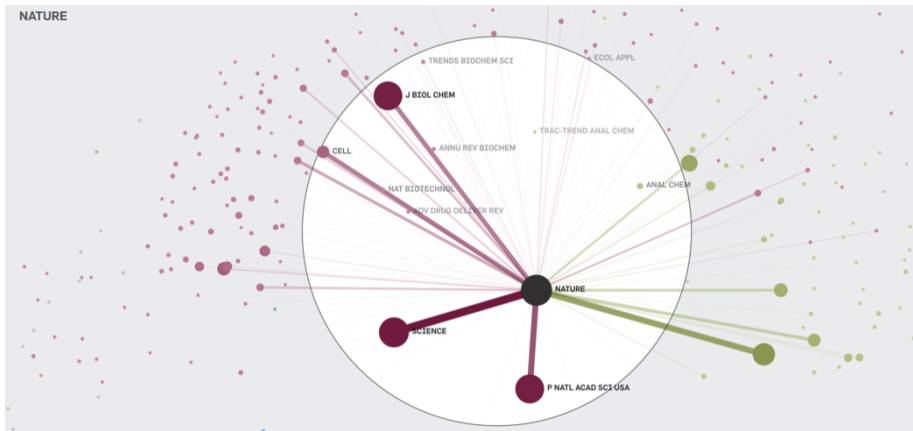 NATURE
TRENDS BIOCHEM SCI
ECOL APPL
J BIOL CHEM
TRAC-TREND ANAL CHEM
CELL
ANNU REV BIOCHEM
NAT BIOTECHNOL
ANAL CHEM
ADV DRUG DELIVER REV
NATURE
SCIENCE
P NATL ACAD SCI USA